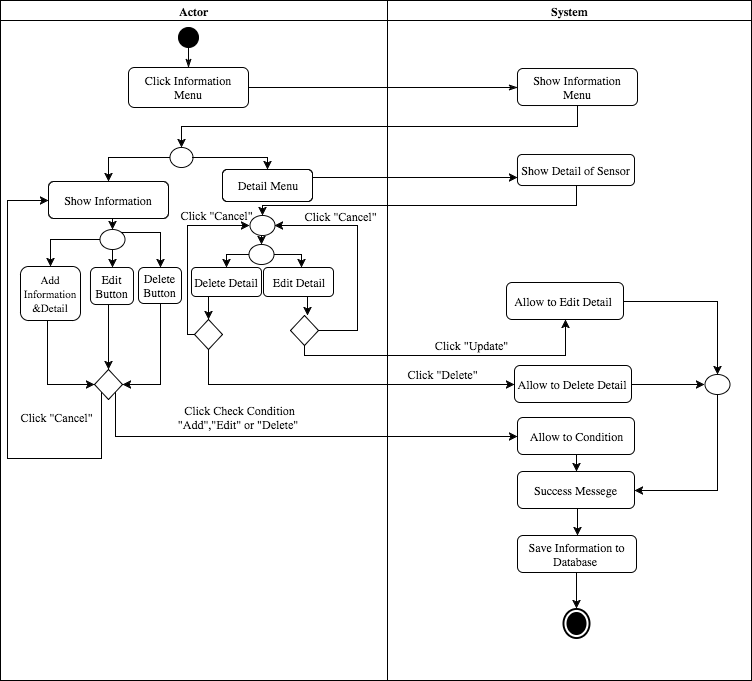 Actor
System
Click Information
Menu
Show Information
Menu
Show Information
Detail Menu
Show Detail of Sensor
Click "Cancel"
Click "Cancel"
Add
Information
&Detail
Edit
Button
Delete
Button
Delete Detail
Edit Detail
Allow to Edit Detail
Click "Update"
Click "Delete"
Allow to Delete Detail
Click "Cancel"
Click Check Condition
"Add","Edit" or "Delete"
Allow to Condition
Success Messege
Save Information to
Database